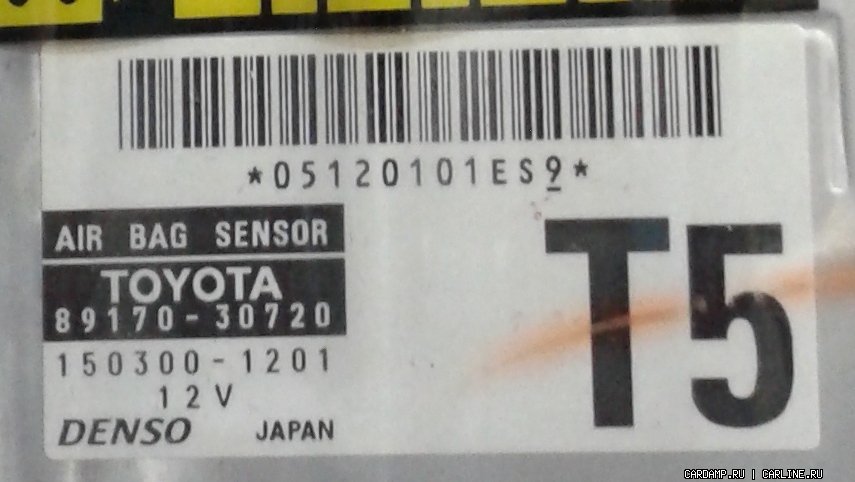 *05120101ES9*
AIR BAG SENSOR
TOYOTA
89170-30720
150300-1201
12V
DENSO JAPAN
T5
CARDAMP.RU | CARLINE.RU